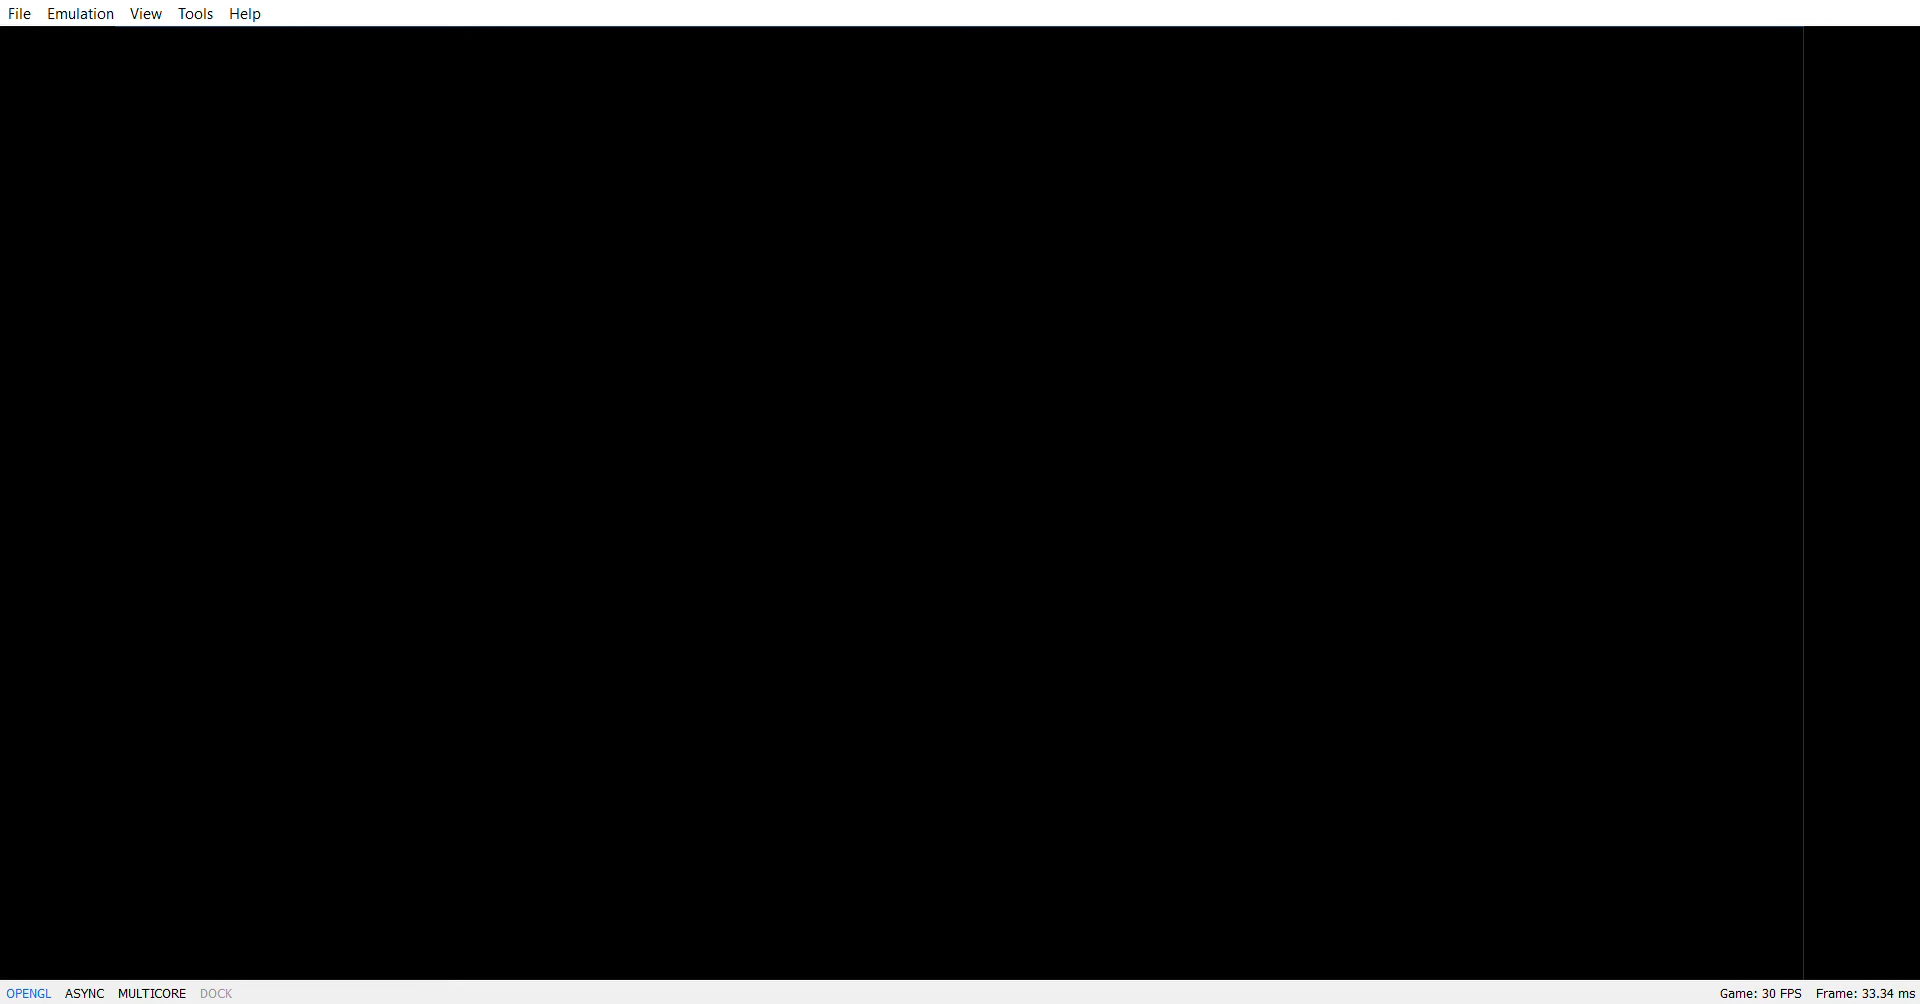 File Emulation View Tools Help
OPENGL ASYNC MULTICORE DOCK Game: 30 FPS Frame: 33.34 ms